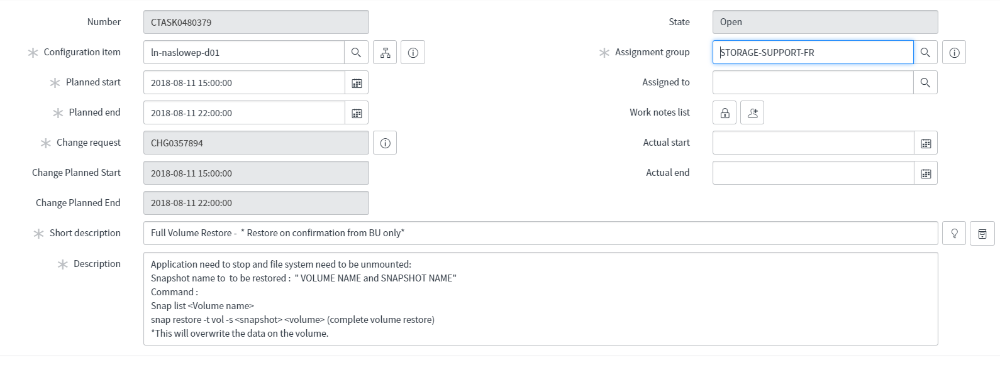 Number CTASK0480379 State Open
Configuration item ln-naslowep-d01 Assignment group STORAGE-SUPPORT-FR
Planned start 2018-08-11 15:00:00 Assigned to
Planned end 2018-08-11 22:00:00 Work notes list
Change request CHG0357894 Actual start
Change Planned Start 2018-08-11 15:00:00 Actual end
Change Planned End 2018-08-11 22:00:00
Short description Full Volume Restore -  * Restore on confirmation from BU only*
Description Application need to stop and file system need to be unmounted:
Snapshot name to  to be restored :  " VOLUME NAME and SNAPSHOT NAME"
Command :
Snap list <Volume name>
snap restore -t vol -s <snapshot> <volume> (complete volume restore)
*This will overwrite the data on the volume.